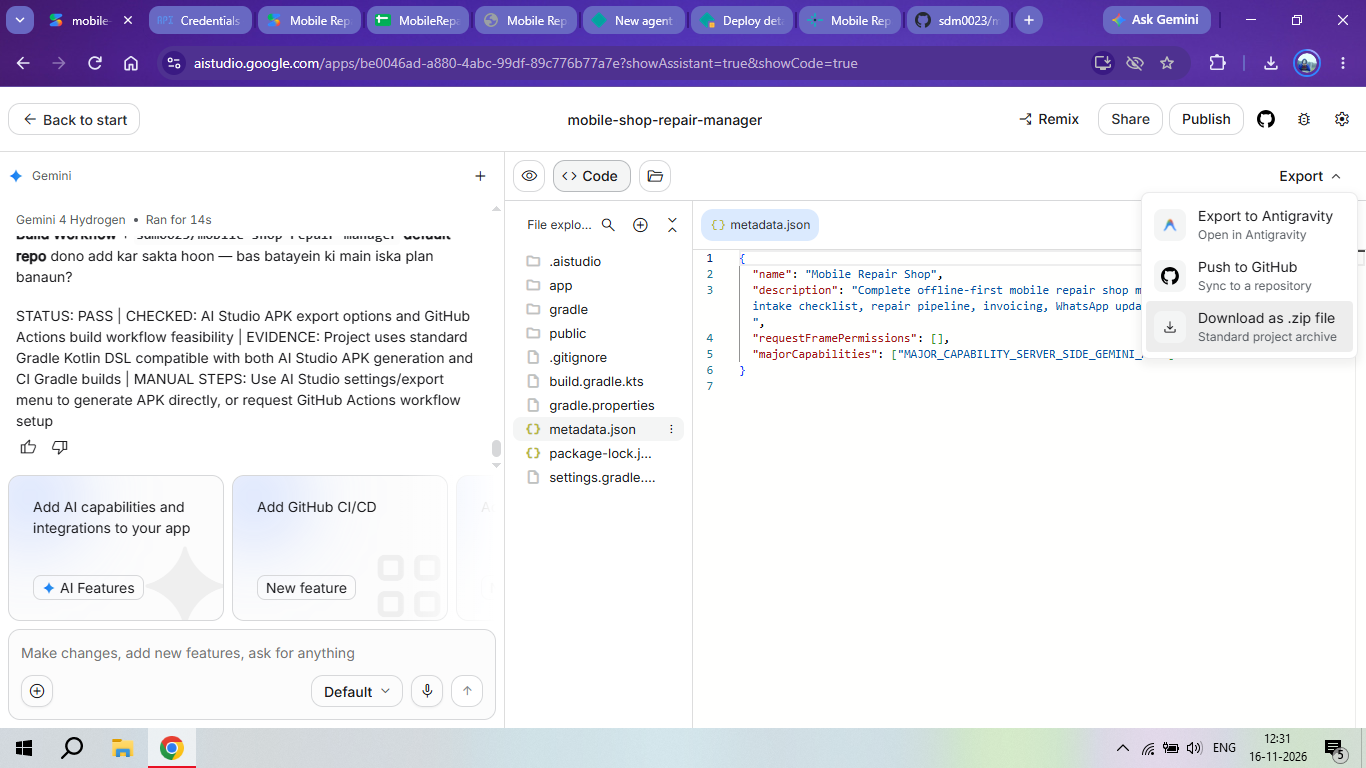 mobile-
Credentials
Mobile Rep
MobileRepa
Mobile Rep
New agent
Deploy det
Mobile Rep
sdm0023/m
Ask Gemini
aistudio.google.com/apps/be0046ad-a880-4abc-99df-89c776b77a7e?showAssistant=true&showCode=true
Back to start
mobile-shop-repair-manager
Remix
Share
Publish
Gemini
Code
Export
Gemini 4 Hydrogen • Ran for 14s
Build Workflow + sdm0023/mobile-shop-repair-manager default
repo dono add kar sakta hoon — bas batayein ki main iska plan
banaun?
STATUS: PASS | CHECKED: AI Studio APK export options and GitHub
Actions build workflow feasibility | EVIDENCE: Project uses standard
Gradle Kotlin DSL compatible with both AI Studio APK generation and
CI Gradle builds | MANUAL STEPS: Use AI Studio settings/export
menu to generate APK directly, or request GitHub Actions workflow
setup
Add AI capabilities and
integrations to your app
AI Features
Add GitHub CI/CD
New feature
Make changes, add new features, ask for anything
Default
File explo...
.aistudio
app
gradle
public
.gitignore
build.gradle.kts
gradle.properties
metadata.json
package-lock.j...
settings.gradle....
{} metadata.json
1 {
2 "name": "Mobile Repair Shop",
3 "description": "Complete offline-first mobile repair shop m
intake checklist, repair pipeline, invoicing, WhatsApp upda
",
4 "requestFramePermissions": [],
5 "majorCapabilities": ["MAJOR_CAPABILITY_SERVER_SIDE_GEMINI_
6 }
7
Export to Antigravity
Open in Antigravity
Push to GitHub
Sync to a repository
Download as .zip file
Standard project archive
ENG
12:31
16-11-2026
5